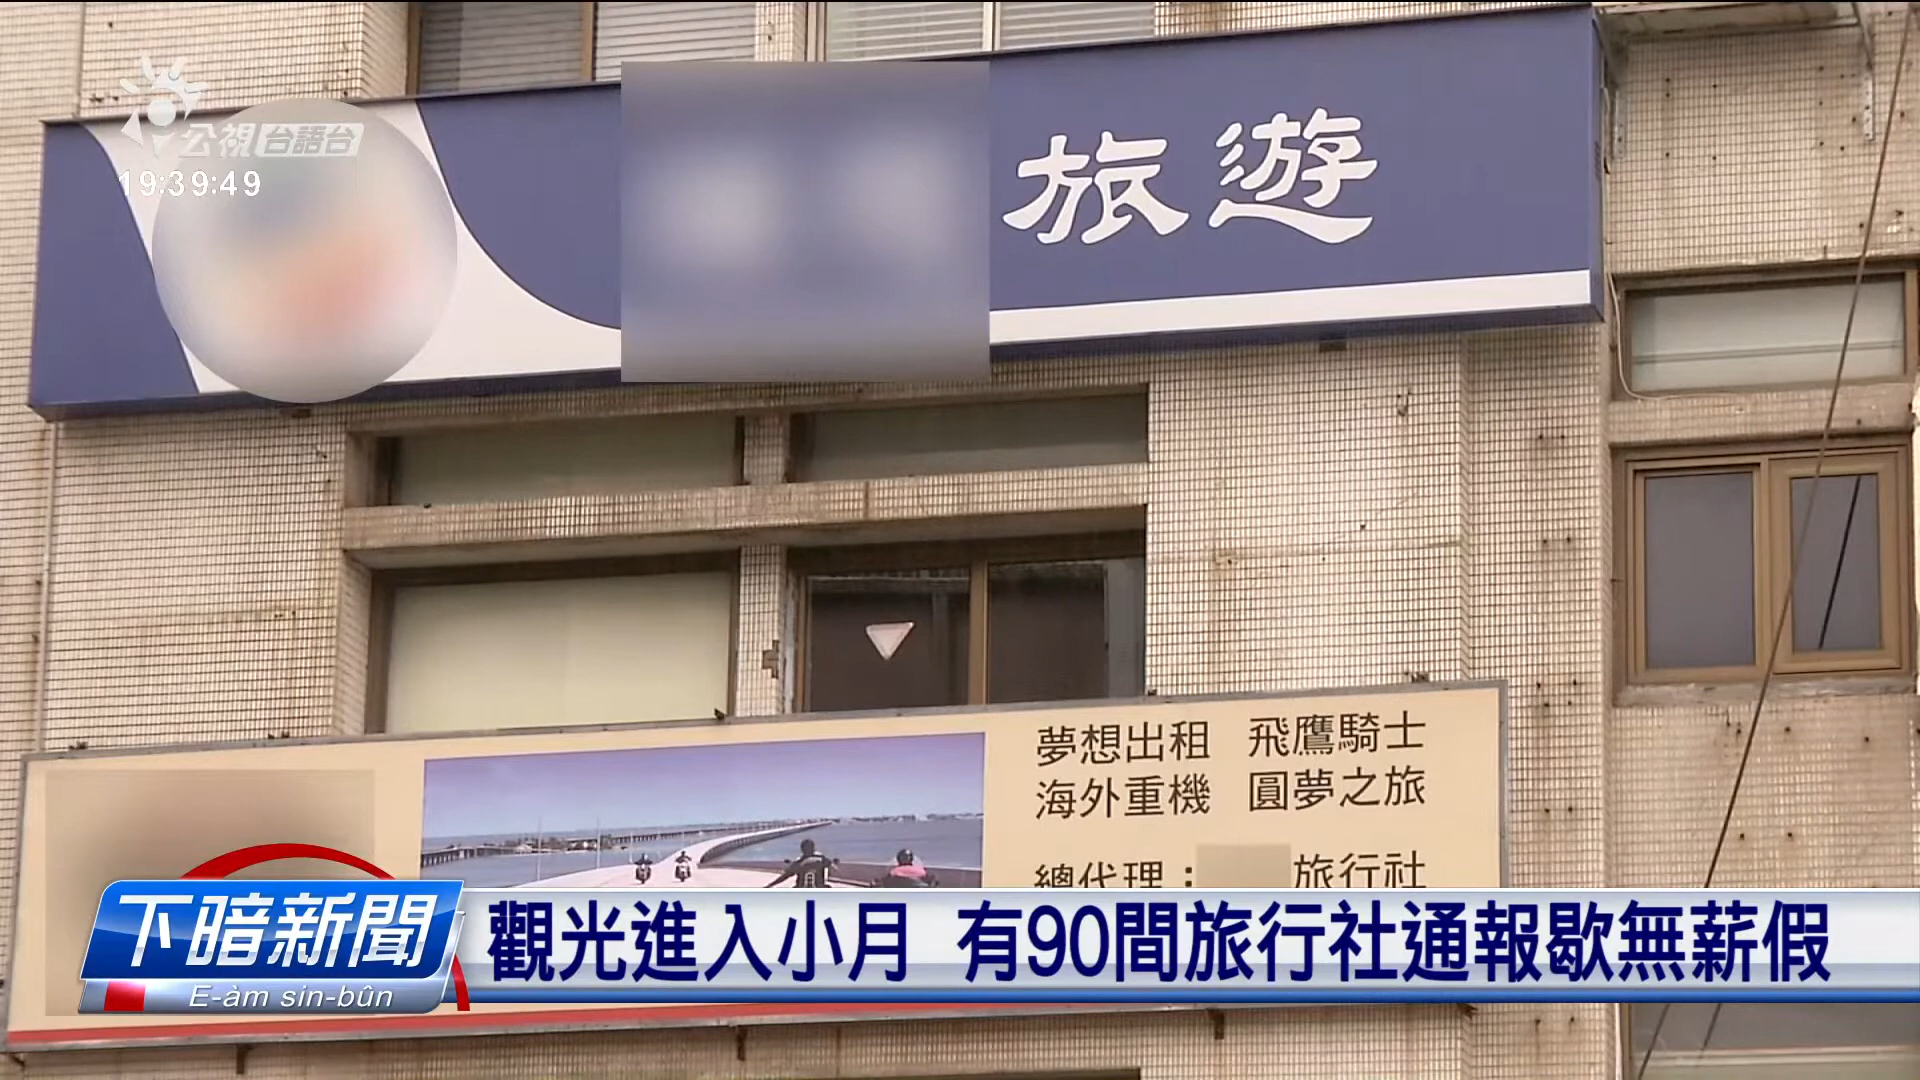 公視台語台
19:39:49
旅遊
夢想出租 飛鷹騎士
海外重機 圓夢之旅
總代理： 旅行社
下暗新聞
E-àm sin-bûn
觀光進入小月 有90間旅行社通報歇無薪假